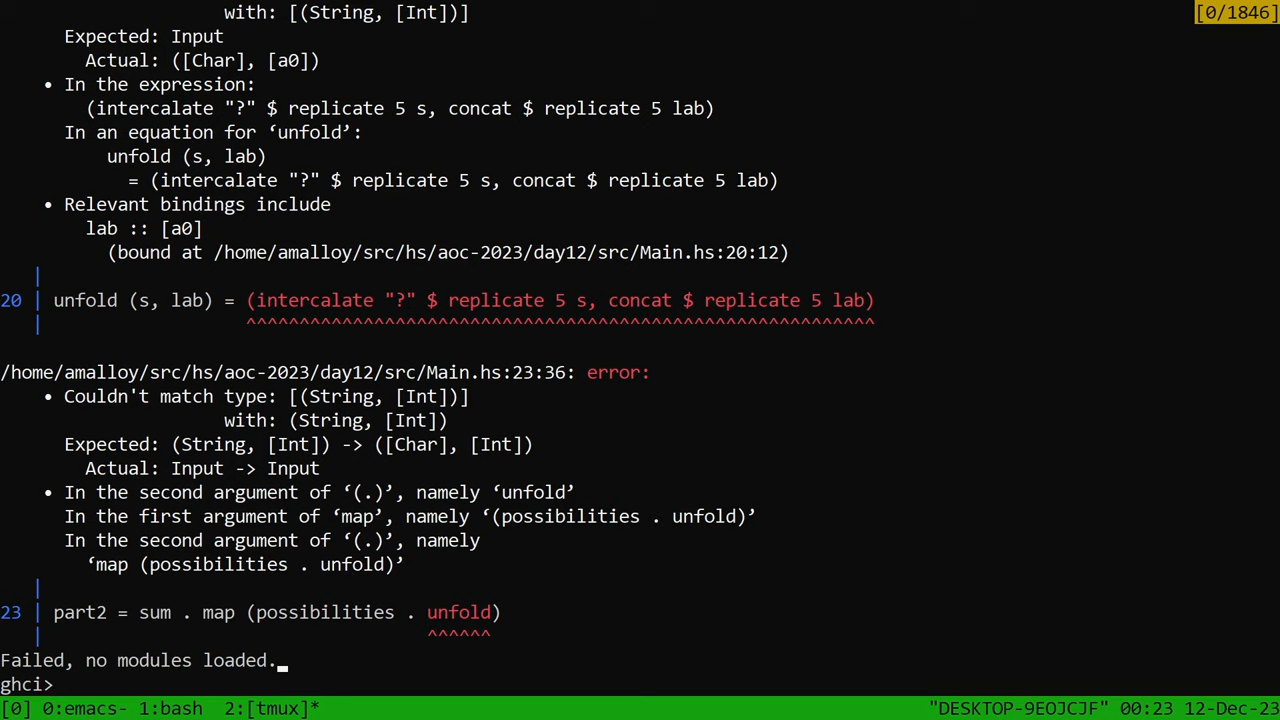 with: [(String, [Int])]
[0/1846]
Expected: Input
Actual: ([Char], [a0])
• In the expression:
(intercalate "?" $ replicate 5 s, concat $ replicate 5 lab)
In an equation for ‘unfold’:
unfold (s, lab)
= (intercalate "?" $ replicate 5 s, concat $ replicate 5 lab)
• Relevant bindings include
lab :: [a0]
(bound at /home/amalloy/src/hs/aoc-2023/day12/src/Main.hs:20:12)
|
20 | unfold (s, lab) = (intercalate "?" $ replicate 5 s, concat $ replicate 5 lab)
| ^^^^^^^^^^^^^^^^^^^^^^^^^^^^^^^^^^^^^^^^^^^^^^^^^^^^^^^^^^^
/home/amalloy/src/hs/aoc-2023/day12/src/Main.hs:23:36: error:
• Couldn't match type: [(String, [Int])]
with: (String, [Int])
Expected: (String, [Int]) -> ([Char], [Int])
Actual: Input -> Input
• In the second argument of ‘(.)’, namely ‘unfold’
In the first argument of ‘map’, namely ‘(possibilities . unfold)’
In the second argument of ‘(.)’, namely
‘map (possibilities . unfold)’
|
23 | part2 = sum . map (possibilities . unfold)
| ^^^^^^
Failed, no modules loaded.
ghci>
[0] 0:emacs- 1:bash 2:[tmux]* "DESKTOP-9EOJCJF" 00:23 12-Dec-23